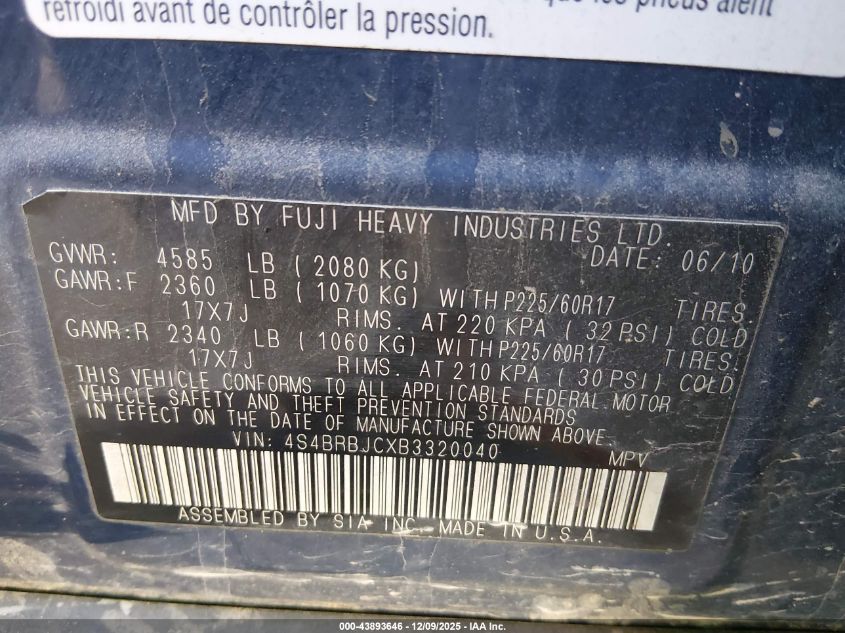 que les pneus aient
refroidi avant de contrôler la pression.
MFD BY FUJI HEAVY INDUSTRIES LTD.
GVWR: 4585 LB ( 2080 KG) DATE: 06/10
GAWR:F 2360 LB ( 1070 KG) WITH P225/60R17 TIRES.
17X7J RIMS. AT 220 KPA ( 32 PSI) COLD
GAWR:R 2340 LB ( 1060 KG) WITH P225/60R17 TIRES.
17X7J RIMS. AT 210 KPA ( 30 PSI) COLD
THIS VEHICLE CONFORMS TO ALL APPLICABLE FEDERAL MOTOR
VEHICLE SAFETY AND THEFT PREVENTION STANDARDS
IN EFFECT ON THE DATE OF MANUFACTURE SHOWN ABOVE.
VIN: 4S4BRBJCXB3320040 MPV
ASSEMBLED BY SIA INC. MADE IN U.S.A.
000-43893646 - 12/09/2025 - IAA Inc.